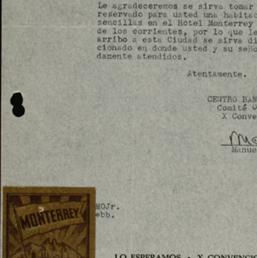 Le agradeceremos se sirva tomar
reservado para usted una habitac
sencillas en el Hotel Monterrey
de los corrientes, por lo que le
arribo a esta Ciudad se sirva di
cionado en donde usted y su seño
damente atendidos.
Atentamente.
CENTRO BAN
Comité
X Conve
Manue
MOJr.
ebb.
MONTERREY
LO ESPERAMOS - X CONVENCIO